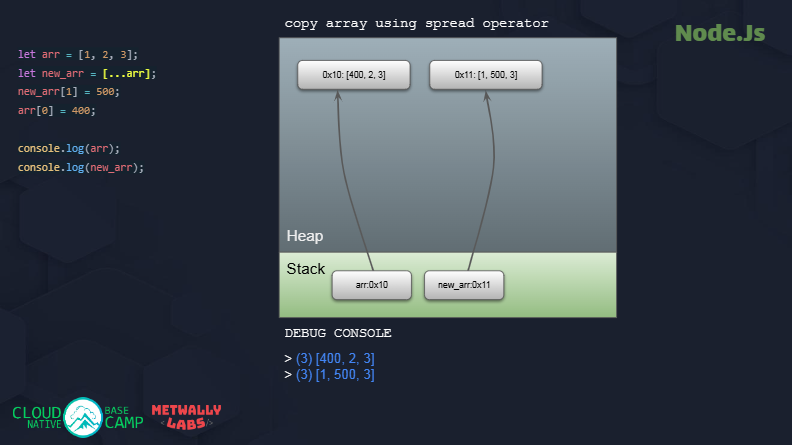 copy array using spread operator
Node.Js
let arr = [1, 2, 3];
let new_arr = [...arr];
new_arr[1] = 500;
arr[0] = 400;
console.log(arr);
console.log(new_arr);
0x10: [400, 2, 3]
0x11: [1, 500, 3]
Heap
Stack
arr:0x10
new_arr:0x11
DEBUG CONSOLE
> (3) [400, 2, 3]
> (3) [1, 500, 3]
CLOUD NATIVE
BASE CAMP
METWALLY
<LABS/>